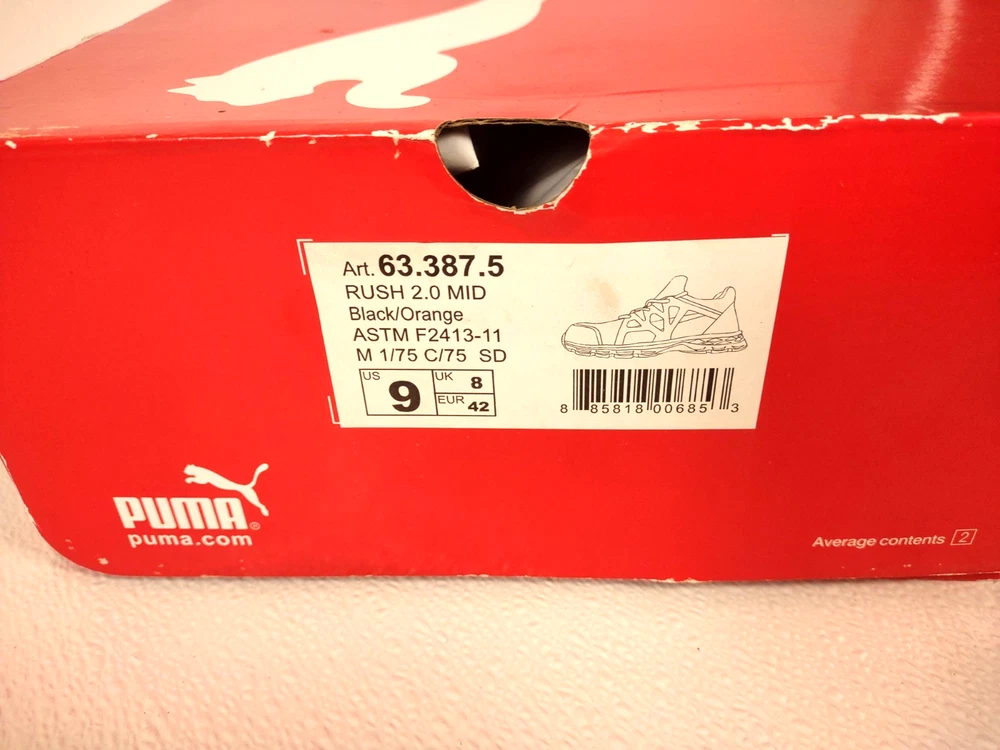 Art. 63.387.5
RUSH 2.0 MID
Black/Orange
ASTM F2413-11
M 1/75 C/75 SD
US 9 UK 8
EUR 42
8 85818 00685 3
PUMA®
puma.com
Average contents 2